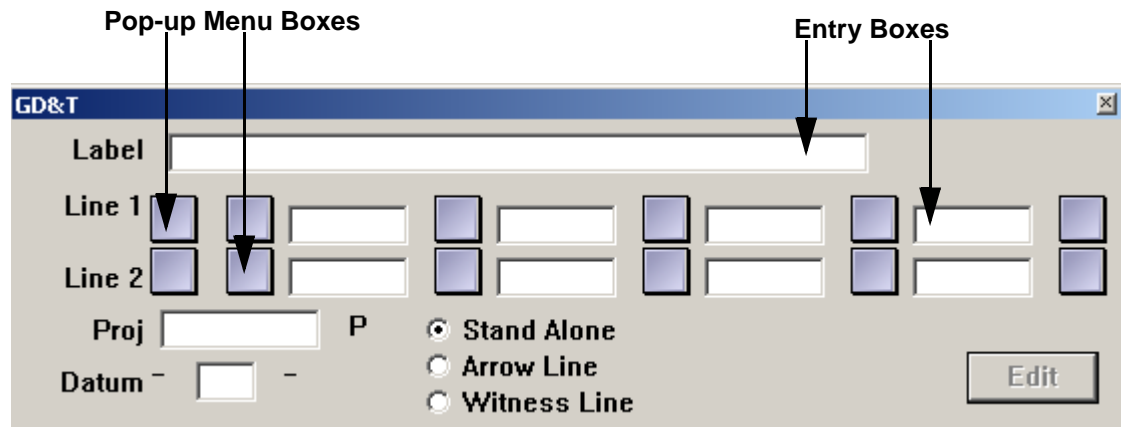 Pop-up Menu Boxes
Entry Boxes
GD&T
Label
Line 1
Line 2
Proj P
Datum - -
Stand Alone
Arrow Line
Witness Line
Edit